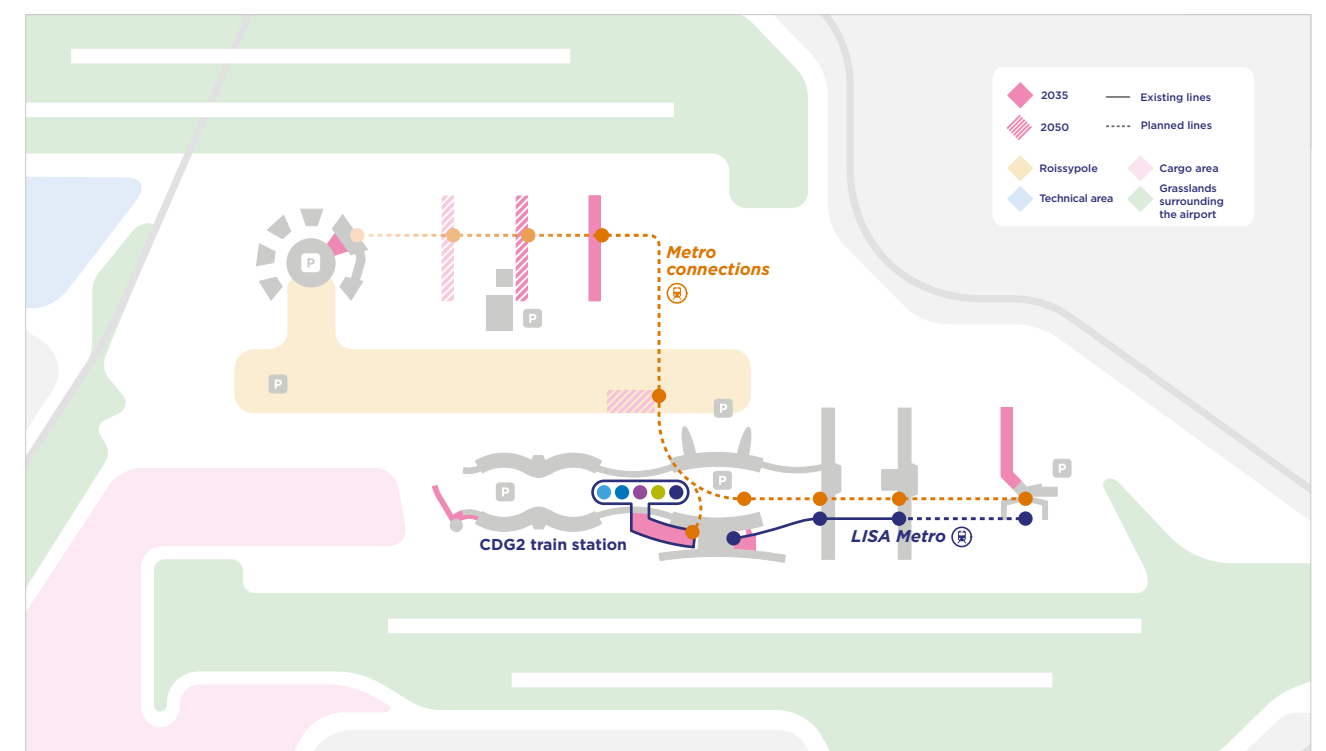 2035
Existing lines
2050
Planned lines
Roissypole
Cargo area
Technical area
Grasslands
surrounding
the airport
P
Metro
connections
P
P
P
P
P
P
CDG2 train station
LISA Metro